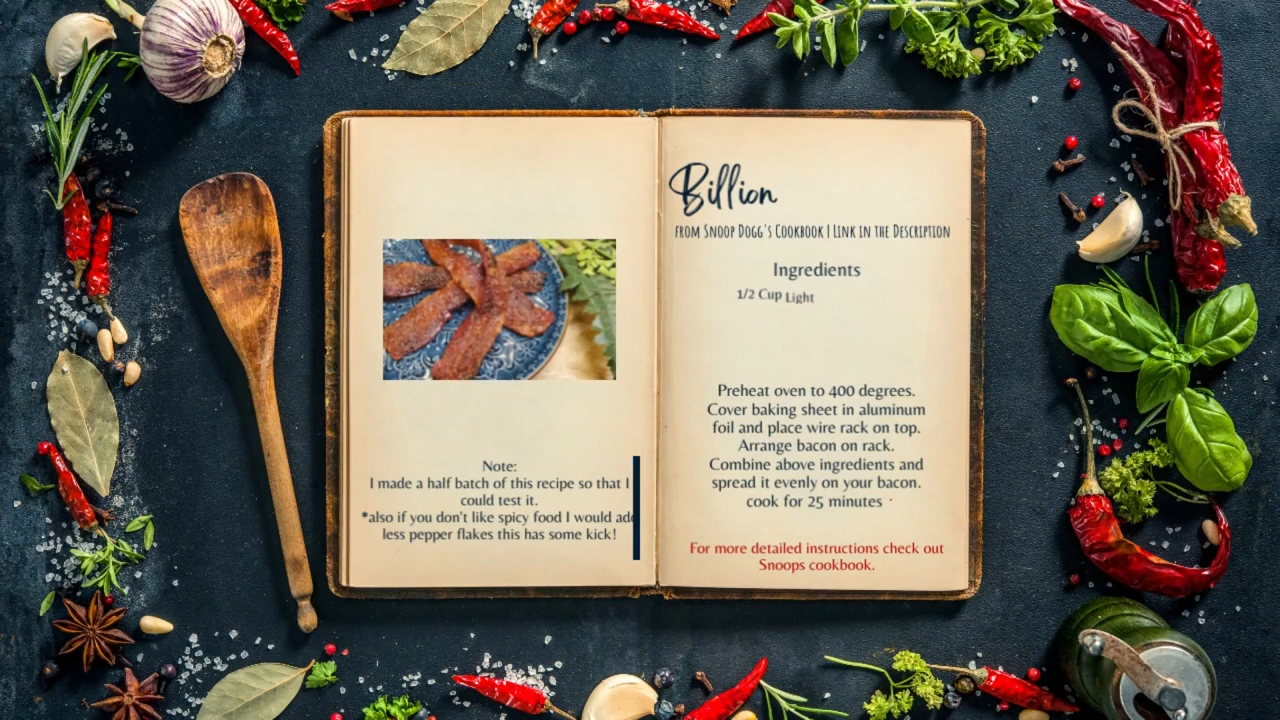 Note:
I made a half batch of this recipe so that I
could test it.
*also if you don't like spicy food I would add
less pepper flakes this has some kick!
Billion
from Snoop Dogg's Cookbook | Link in the Description
Ingredients
1/2 Cup Light
Preheat oven to 400 degrees.
Cover baking sheet in aluminum
foil and place wire rack on top.
Arrange bacon on rack.
Combine above ingredients and
spread it evenly on your bacon.
cook for 25 minutes
For more detailed instructions check out
Snoops cookbook.